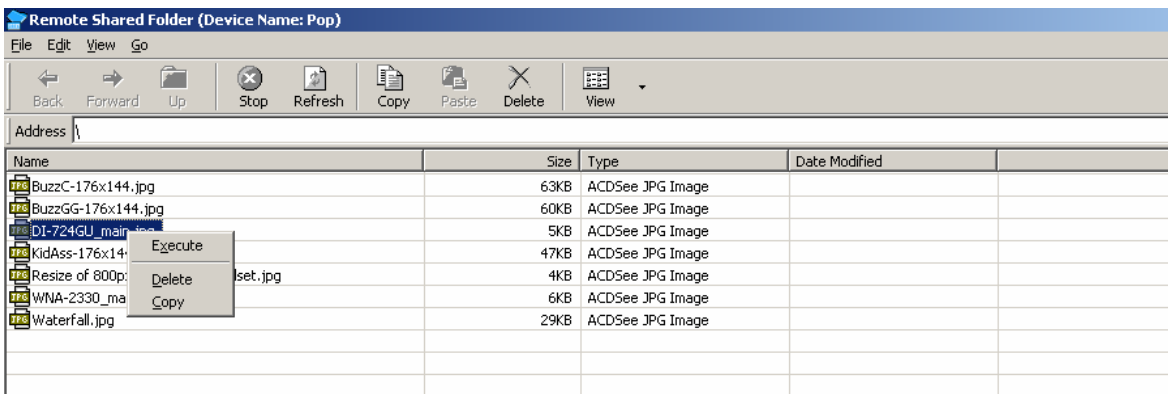 Remote Shared Folder (Device Name: Pop)
File Edit View Go
Back Forward Up Stop Refresh Copy Paste Delete View
Address \
Name Size Type Date Modified
BuzzC-176x144.jpg 63KB ACDSee JPG Image
BuzzGG-176x144.jpg 60KB ACDSee JPG Image
DI-724GU_main.jpg 5KB ACDSee JPG Image
Execute
KidAss-176x14 47KB ACDSee JPG Image
Resize of 800p Delete lset.jpg 4KB ACDSee JPG Image
WNA-2330_ma Copy 6KB ACDSee JPG Image
Waterfall.jpg 29KB ACDSee JPG Image